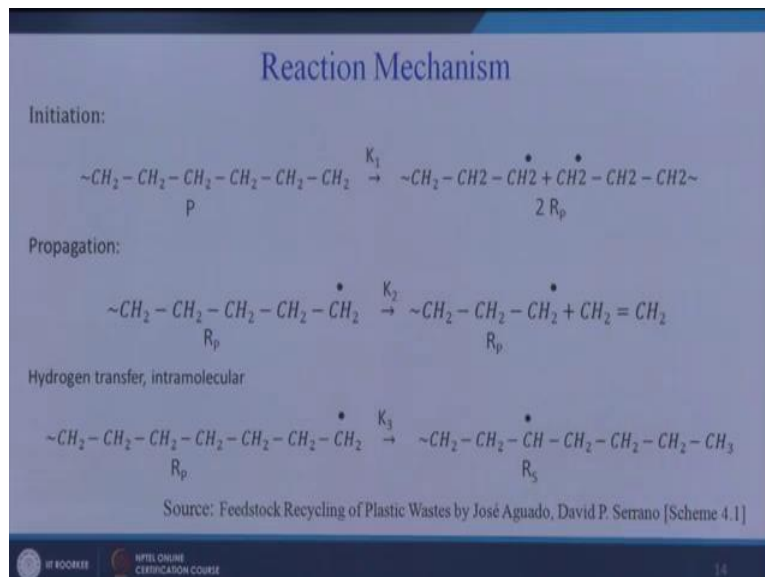 Reaction Mechanism
Initiation:
K₁
~CH₂ − CH₂ − CH₂ − CH₂ − CH₂ − CH₂ → ~CH₂ − CH2 − CH2 + CH2 − CH2 − CH2~
P 2 Rₚ
Propagation:
K₂
~CH₂ − CH₂ − CH₂ − CH₂ − CH₂ → ~CH₂ − CH₂ − CH₂ + CH₂ = CH₂
Rₚ Rₚ
Hydrogen transfer, intramolecular
K₃
~CH₂ − CH₂ − CH₂ − CH₂ − CH₂ − CH₂ − CH₂ → ~CH₂ − CH₂ − CH − CH₂ − CH₂ − CH₂ − CH₃
Rₚ Rₛ
Source: Feedstock Recycling of Plastic Wastes by José Aguado, David P. Serrano [Scheme 4.1]
IIT ROORKEE NPTEL ONLINE
CERTIFICATION COURSE 14